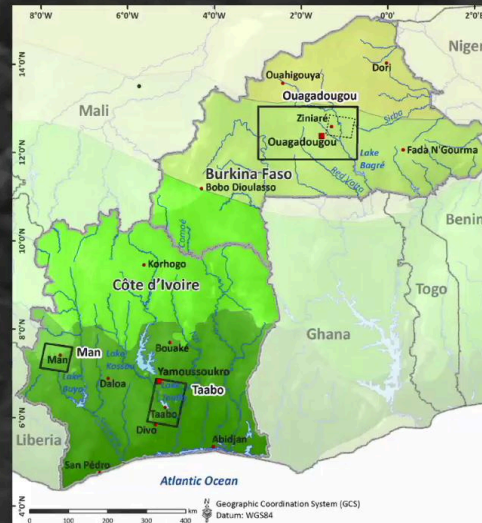 8°0'W
6°0'W
4°0'W
2°0'W
0°0'
2°0'E
14°0'N
12°0'N
10°0'N
8°0'N
6°0'N
4°0'N
Niger
Mali
Dori
Ouahigouya
Ouagadougou
Ziniaré
Sirba
Ouagadougou
Lake
Bagré
Fada N'Gourma
Red Volta
Burkina Faso
Bobo Dioulasso
Comoé
Benin
Korhogo
Côte d'Ivoire
Togo
Ghana
Man
Man
Lake
Kossou
Bouaké
Yamoussoukro
Buyo
Daloa
Taabo
Taabo
Divo
Abidjan
Liberia
San Pédro
Atlantic Ocean
0 100 200 300 400 km
N
Geographic Coordination System (GCS)
Datum: WGS84